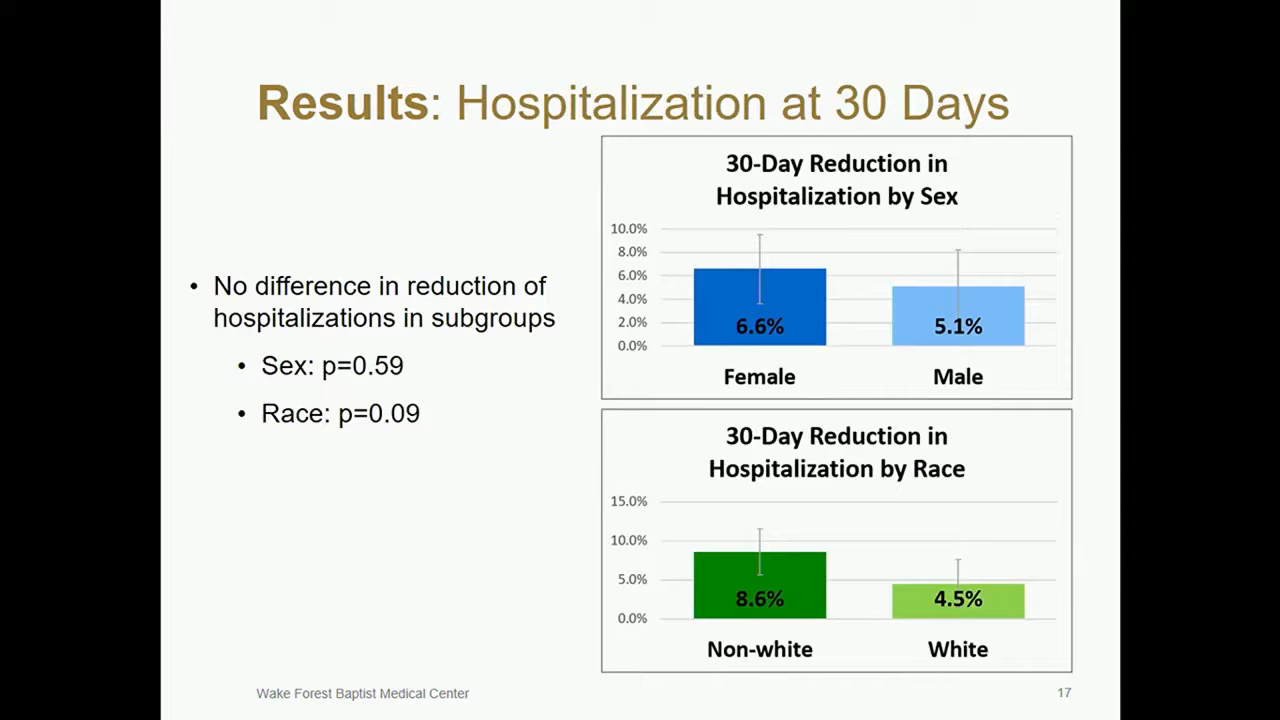 Results: Hospitalization at 30 Days
• No difference in reduction of
hospitalizations in subgroups
• Sex: p=0.59
• Race: p=0.09
30-Day Reduction in
Hospitalization by Sex
10.0%
8.0%
6.0%
4.0%
2.0%
0.0%
6.6%
5.1%
Female
Male
30-Day Reduction in
Hospitalization by Race
15.0%
10.0%
5.0%
0.0%
8.6%
4.5%
Non-white
White
Wake Forest Baptist Medical Center
17